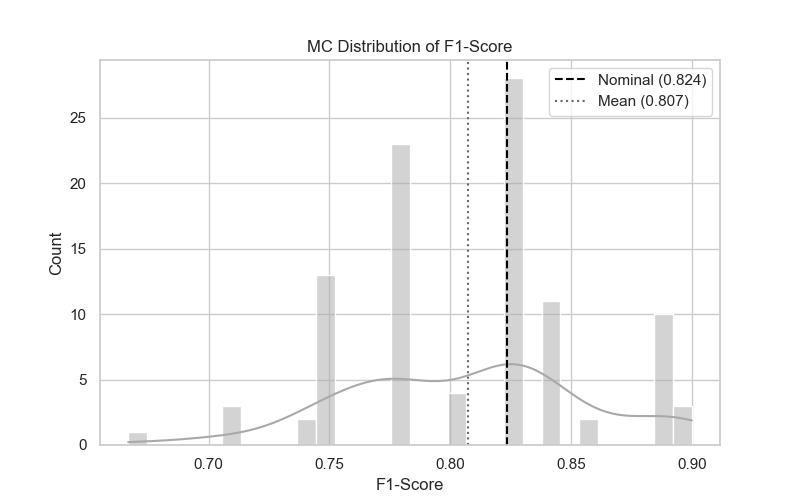 MC Distribution of F1-Score
Nominal (0.824)
Mean (0.807)
Count
25
20
15
10
5
0
0.70 0.75 0.80 0.85 0.90
F1-Score